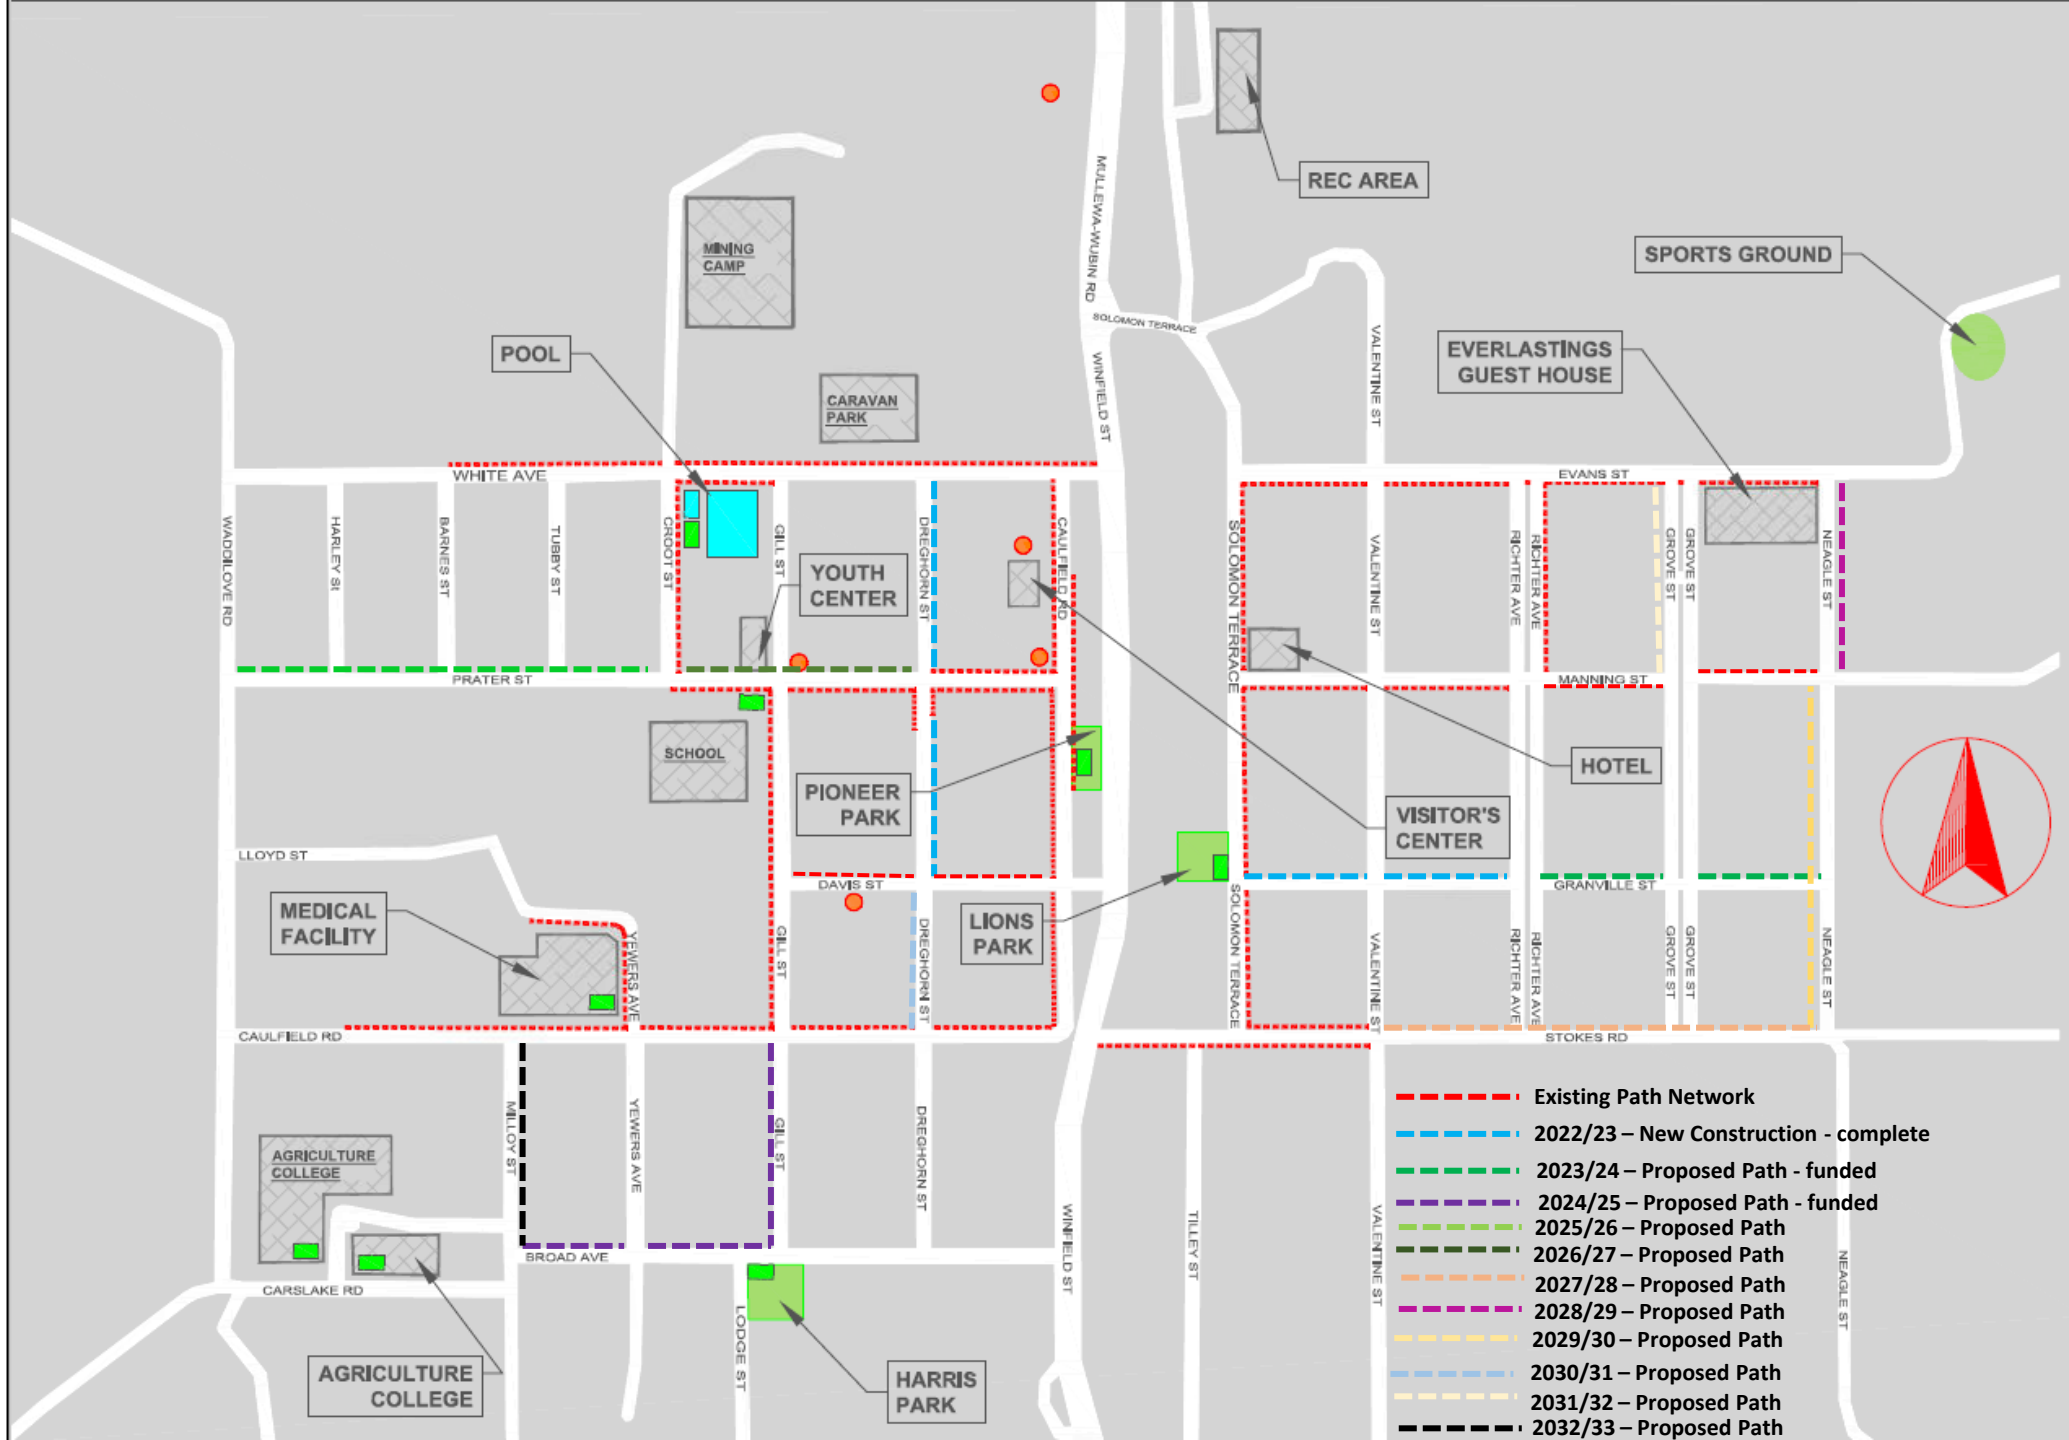 REC AREA
MULLEWA-WUBIN RD
MINING
CAMP
SPORTS GROUND
SOLOMON TERRACE
POOL
VALENTINE ST
WINFIELD ST
EVERLASTINGS
GUEST HOUSE
CARAVAN
PARK
WHITE AVE
EVANS ST
WADDILOVE RD
HARLEY St
BARNES ST
TUBBY ST
CROOT ST
GILL ST
DREGHORN ST
CAULFIELD RD
SOLOMON TERRACE
VALENTINE ST
RICHTER AVE
RICHTER AVE
GROVE ST
GROVE ST
NEAGLE ST
YOUTH
CENTER
PRATER ST
MANNING ST
SCHOOL
HOTEL
PIONEER
PARK
VISITOR'S
CENTER
LLOYD ST
DAVIS ST
GRANVILLE ST
MEDICAL
FACILITY
LIONS
PARK
YEWERS AVE
GILL ST
DREGHORN ST
SOLOMON TERRACE
VALENTINE ST
RICHTER AVE
RICHTER AVE
GROVE ST
GROVE ST
NEAGLE ST
CAULFIELD RD
STOKES RD
MILLOY ST
YEWERS AVE
GILL ST
DREGHORN ST
WINFIELD ST
TILLEY ST
VALENTINE ST
NEAGLE ST
AGRICULTURE
COLLEGE
BROAD AVE
CARSLAKE RD
LODGE ST
AGRICULTURE
COLLEGE
HARRIS
PARK
Existing Path Network
2022/23 – New Construction - complete
2023/24 – Proposed Path - funded
2024/25 – Proposed Path - funded
2025/26 – Proposed Path
2026/27 – Proposed Path
2027/28 – Proposed Path
2028/29 – Proposed Path
2029/30 – Proposed Path
2030/31 – Proposed Path
2031/32 – Proposed Path
2032/33 – Proposed Path